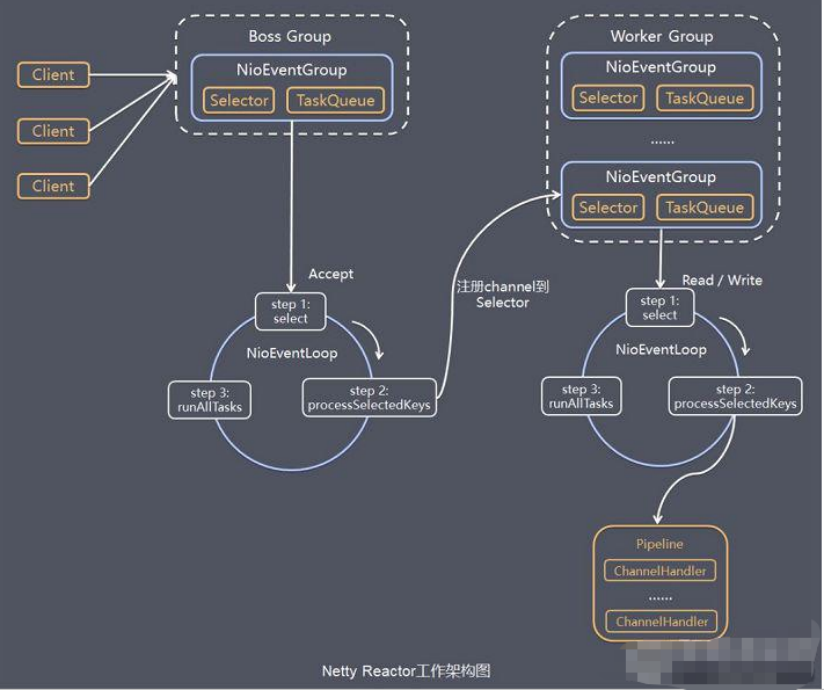 Boss Group
NioEventGroup
Selector
TaskQueue
Client
Client
Client
Worker Group
NioEventGroup
Selector
TaskQueue
......
NioEventGroup
Selector
TaskQueue
Accept
step 1:
select
NioEventLoop
step 2:
processSelectedKeys
step 3:
runAllTasks
注册channel到
Selector
Read / Write
step 1:
select
NioEventLoop
step 2:
processSelectedKeys
step 3:
runAllTasks
Pipeline
ChannelHandler
......
ChannelHandler
Netty Reactor工作架构图